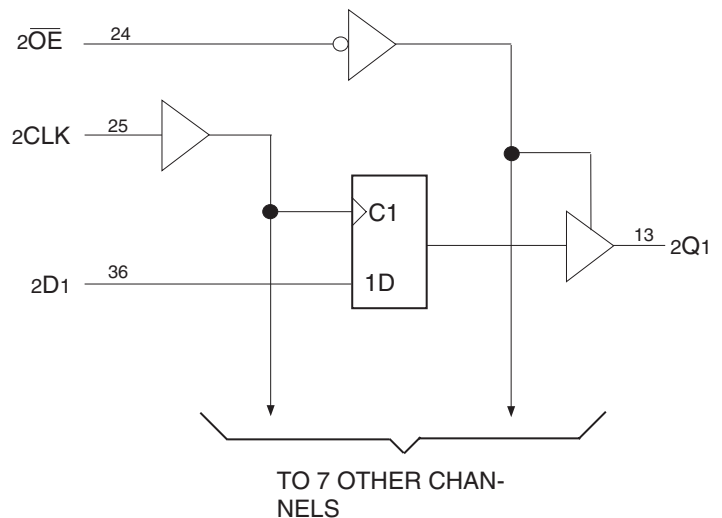 2OE 24
2CLK 25
C1
13 2Q1
2D1 36
1D
TO 7 OTHER CHAN-
NELS